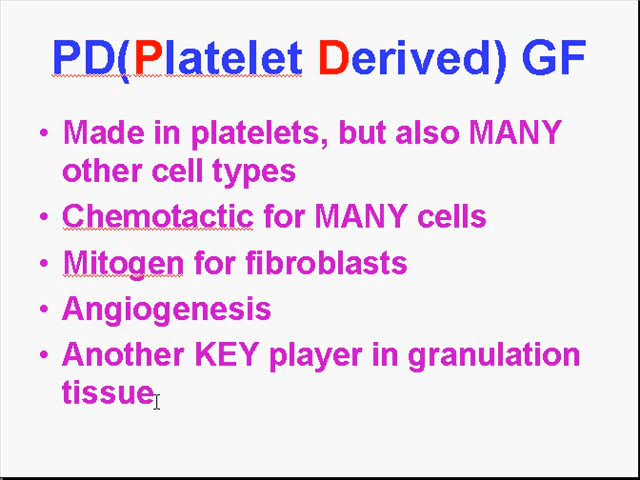 PD(Platelet Derived) GF
• Made in platelets, but also MANY
other cell types
• Chemotactic for MANY cells
• Mitogen for fibroblasts
• Angiogenesis
• Another KEY player in granulation
tissue